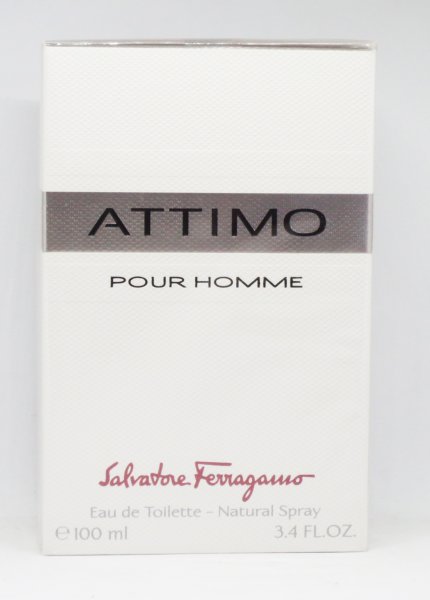 ATTIMO
POUR HOMME
Salvatore Ferragamo
Eau de Toilette - Natural Spray
℮100 ml 3.4 FL.OZ.